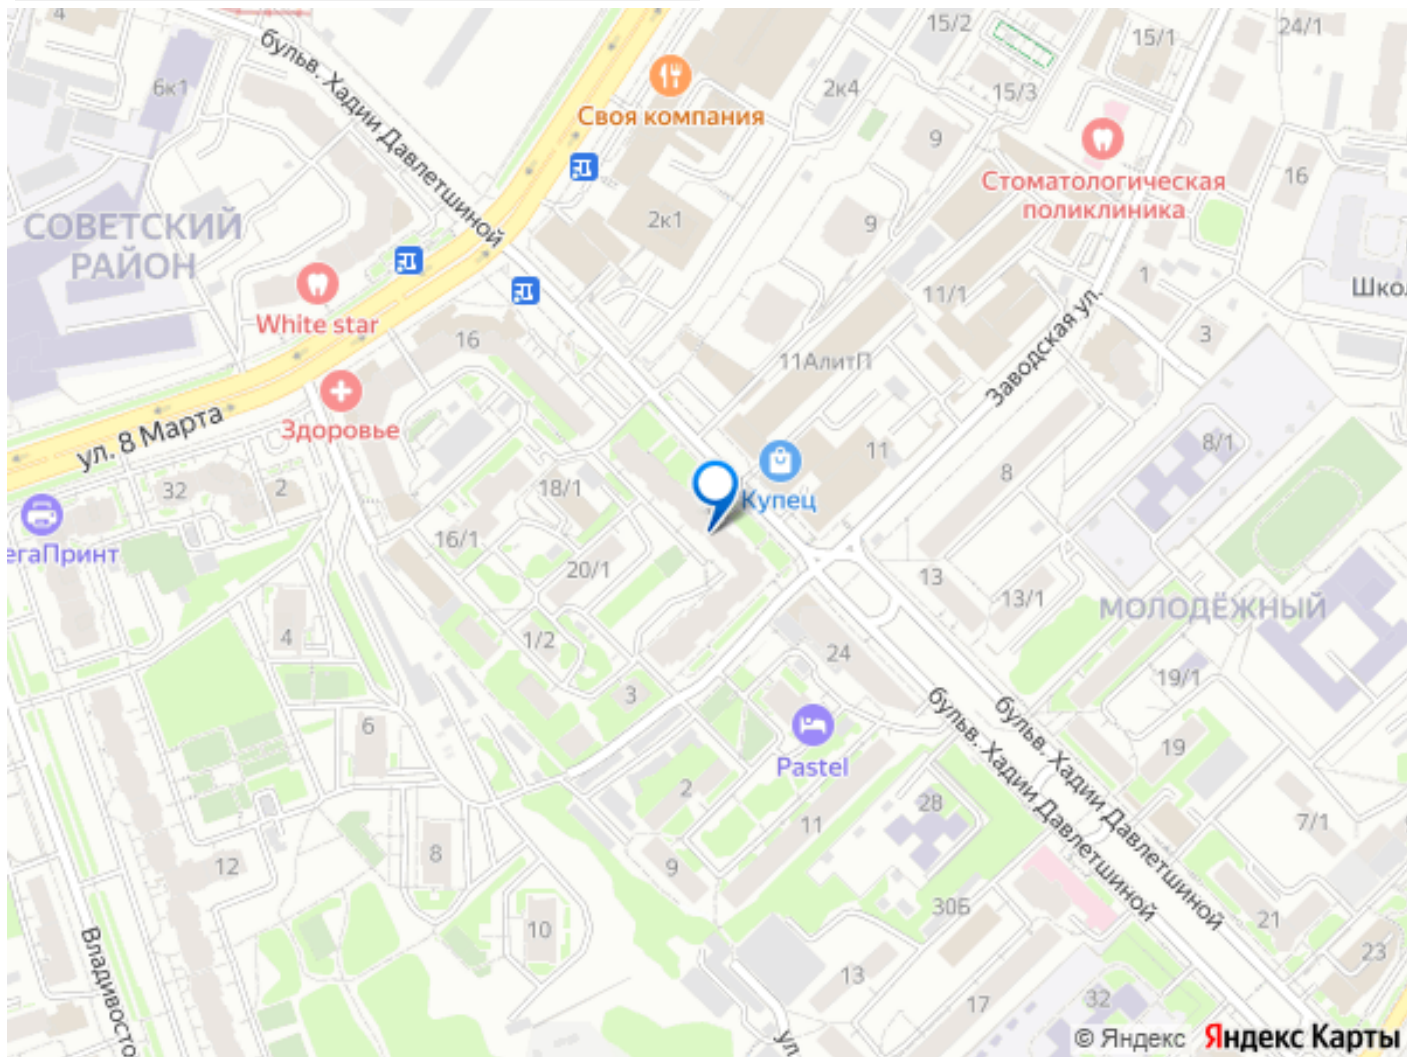 4
15/2
15/1
24/1
бульв. Хадии Давлетшиной
6к1
2к4
15/3
Своя компания
9
Стоматологическая
поликлиника
16
СОВЕТСКИЙ
РАЙОН
2к1
9
White star
16
11/1
1
Заводская ул.
3
11АлитП
Здоровье
ул. 8 Марта
32
2
18/1
11
8
8/1
Купец
16/1
20/1
13
13/1
МОЛОДЁЖНЫЙ
4
1/2
24
3
19/1
6
бульв. Хадии Давлетшиной
бульв. Хадии Давлетшиной
19
Pastel
2
28
11
7/1
8
12
9
30Б
21
10
23
13
17
32
ул.
© Яндекс
Яндекс Карты